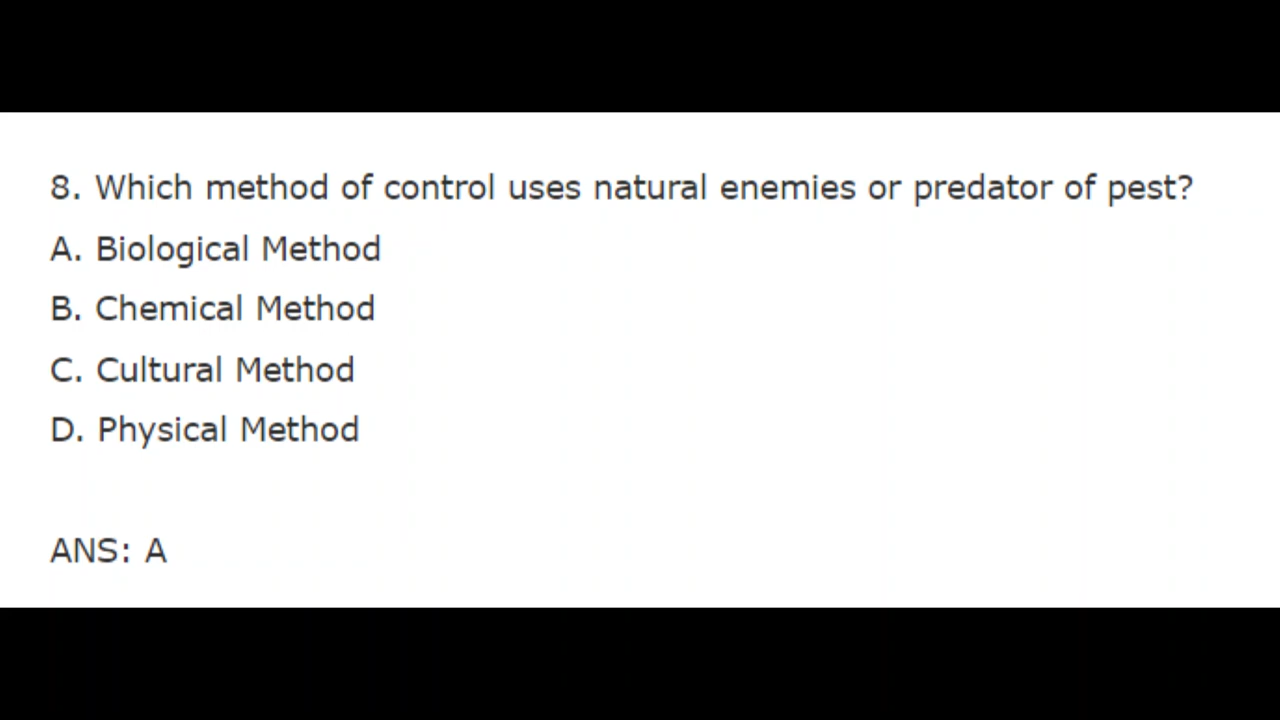 8. Which method of control uses natural enemies or predator of pest?
A. Biological Method
B. Chemical Method
C. Cultural Method
D. Physical Method
ANS: A